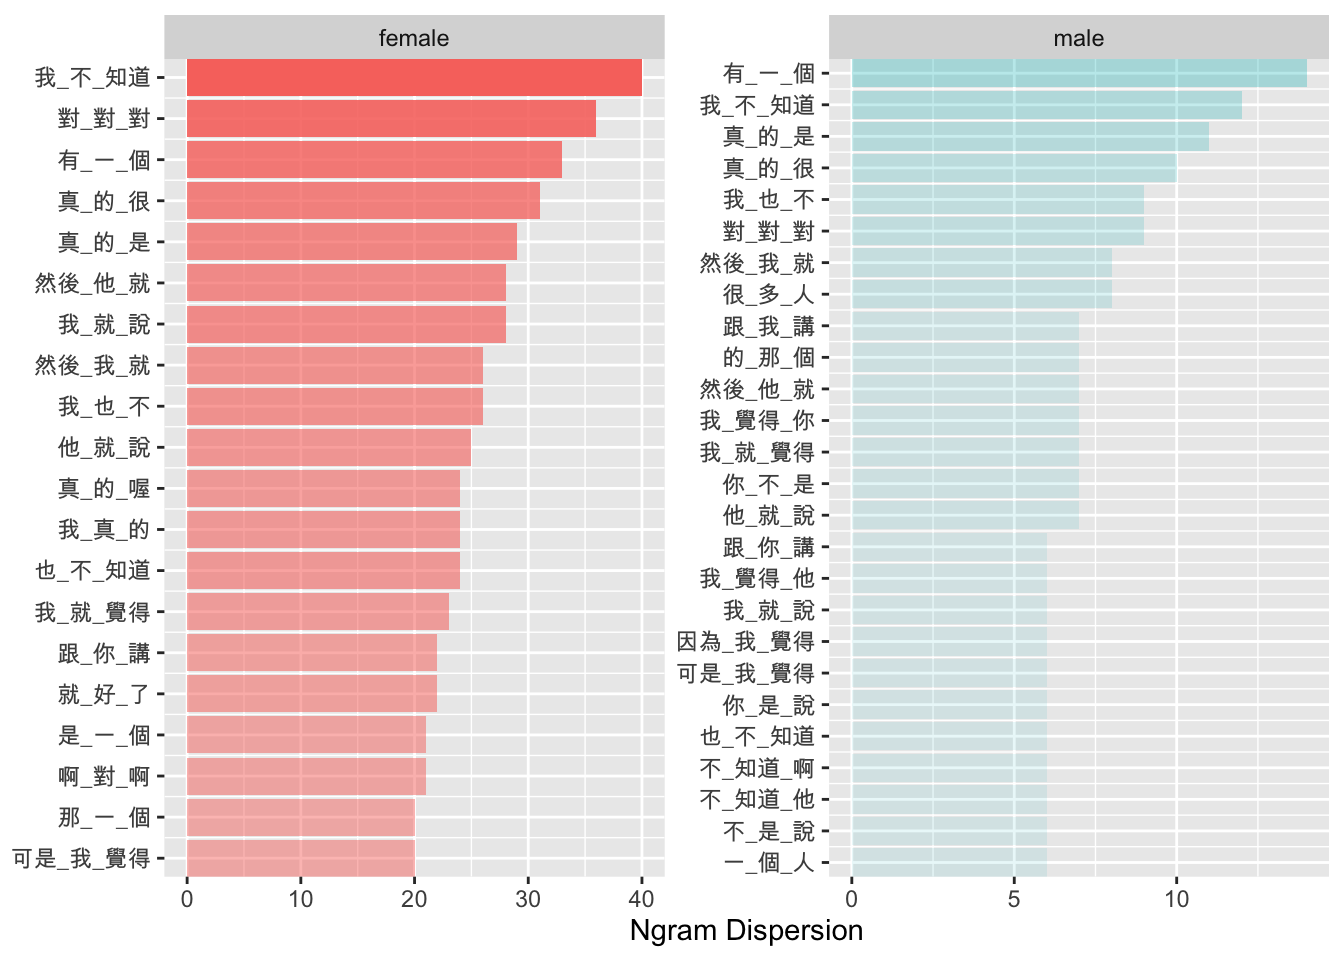 female
我_不_知道
對_對_對
有_一_個
真_的_很
真_的_是
然後_他_就
我_就_說
然後_我_就
我_也_不
他_就_說
真_的_喔
我_真_的
也_不_知道
我_就_覺得
跟_你_講
就_好_了
是_一_個
啊_對_啊
那_一_個
可是_我_覺得
0 10 20 30 40
male
有_一_個
我_不_知道
真_的_是
真_的_很
我_也_不
對_對_對
然後_我_就
很_多_人
跟_我_講
的_那_個
然後_他_就
我_覺得_你
我_就_覺得
你_不_是
他_就_說
跟_你_講
我_覺得_他
我_就_說
因為_我_覺得
可是_我_覺得
你_是_說
也_不_知道
不_知道_啊
不_知道_他
不_是_說
一_個_人
0 5 10
Ngram Dispersion